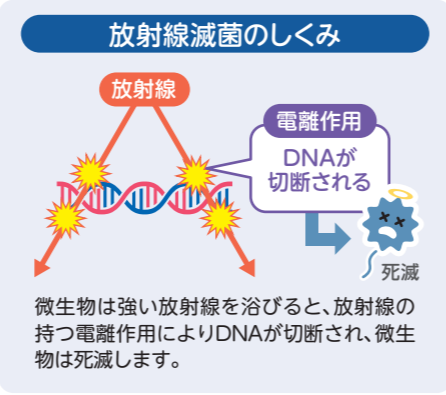 放射線滅菌のしくみ
放射線
電離作用
DNAが
切断される
死滅
微生物は強い放射線を浴びると、放射線の
持つ電離作用によりDNAが切断され、微生
物は死滅します。